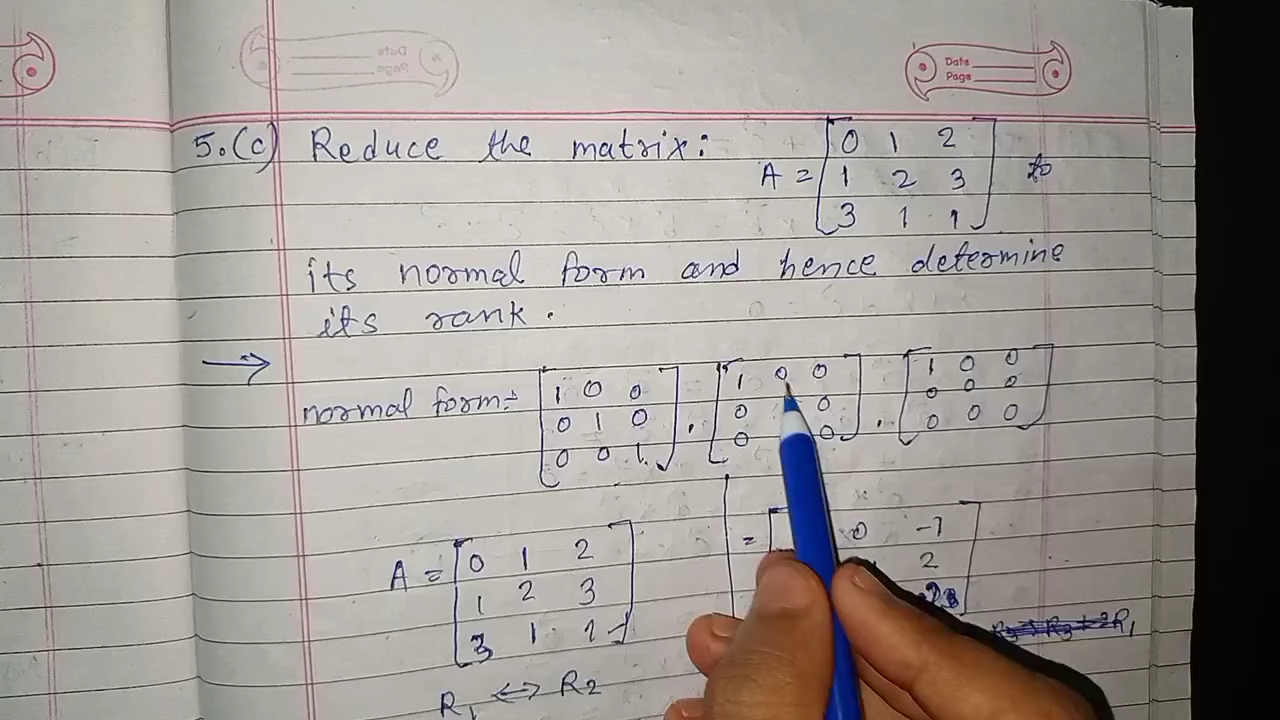 Date
Page
5.(c) Reduce the matrix: A = [0 1 2
1 2 3
3 1 1] to
its normal form and hence determine
its rank.
→
normal form:- [1 0 0
0 1 0
0 0 1] , [1 0 0
0 0
0 0] , [1 0 0
0 0 0
0 0 0]
A = [0 1 2
1 2 3
3 1 1]
R1 ↔ R2
= [ 0 -1
2